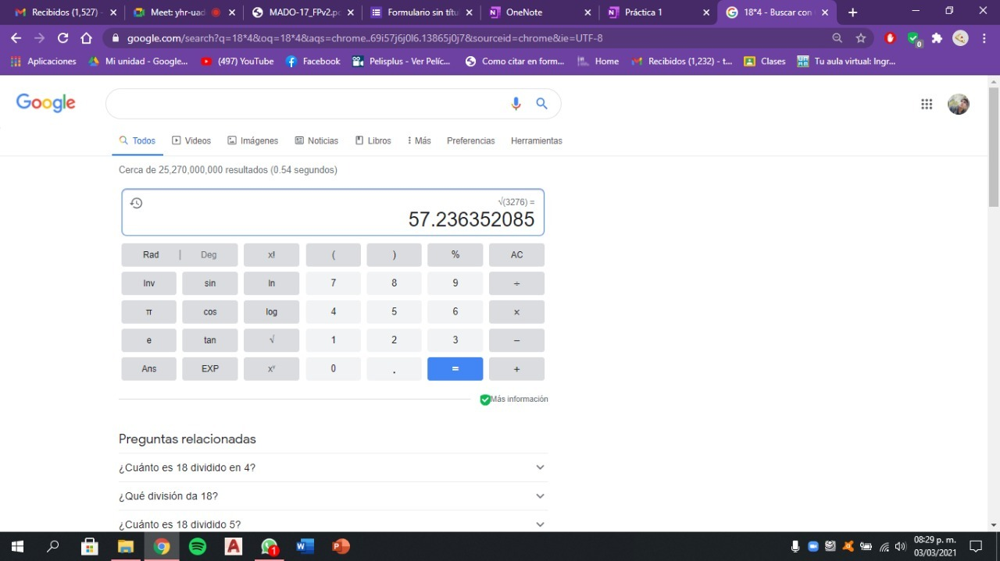 Recibidos (1,527) -
Meet: yhr-uad
MADO-17_FPv2.pd
Formulario sin títu
OneNote
Práctica 1
18*4 - Buscar con
google.com/search?q=18*4&oq=18*4&aqs=chrome..69i57j6j0l6.13865j0j7&sourceid=chrome&ie=UTF-8
0
Aplicaciones
Mi unidad - Google...
(497) YouTube
Facebook
Pelisplus - Ver Pelíc...
Como citar en form...
Home
Recibidos (1,232) - t...
Clases
Tu aula virtual: Ingr...
Google
Todos
Videos
Imágenes
Noticias
Libros
Más
Preferencias
Herramientas
Cerca de 25,270,000,000 resultados (0.54 segundos)
√(3276) =
57.236352085
Rad | Deg x! ( ) % AC
Inv sin ln 7 8 9 ÷
π cos log 4 5 6 ×
e tan √ 1 2 3 −
Ans EXP xʸ 0 . = +
Más información
Preguntas relacionadas
¿Cuánto es 18 dividido en 4?
¿Qué división da 18?
¿Cuánto es 18 dividido 5?
1
08:29 p. m.
03/03/2021